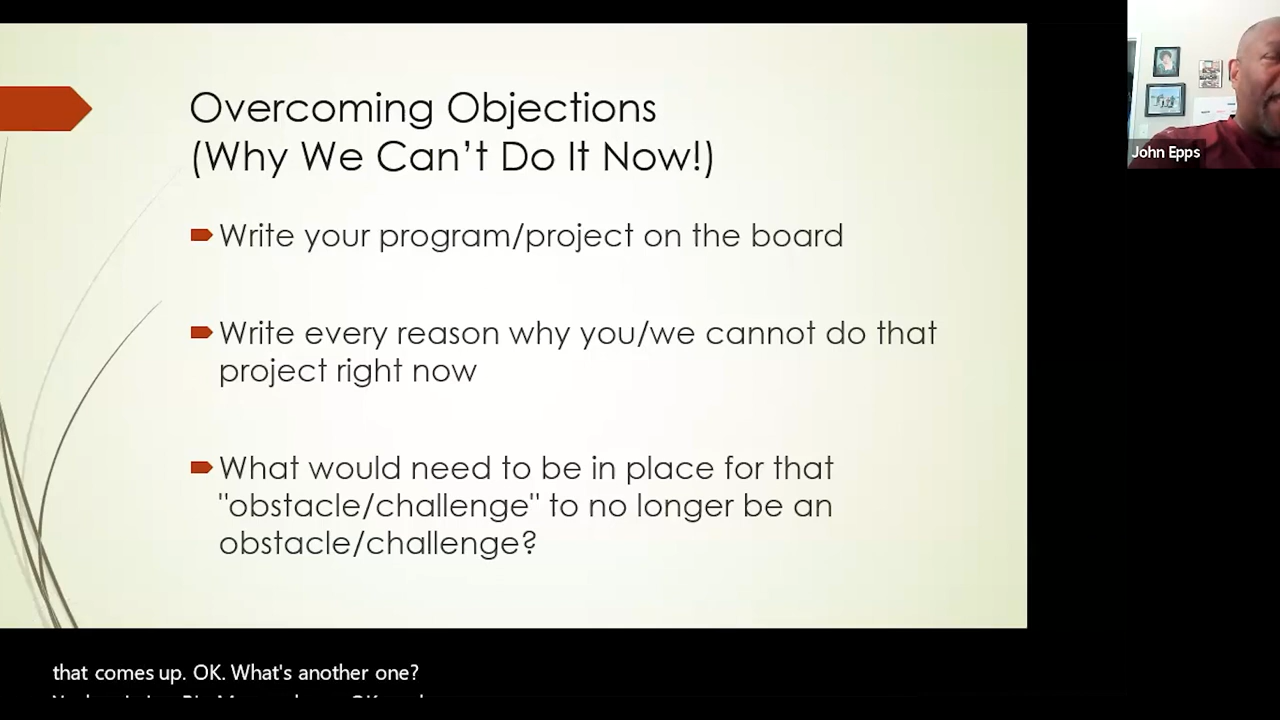 Overcoming Objections
(Why We Can't Do It Now!)
Write your program/project on the board
Write every reason why you/we cannot do that
project right now
What would need to be in place for that
"obstacle/challenge" to no longer be an
obstacle/challenge?
John Epps
that comes up. OK. What's another one?